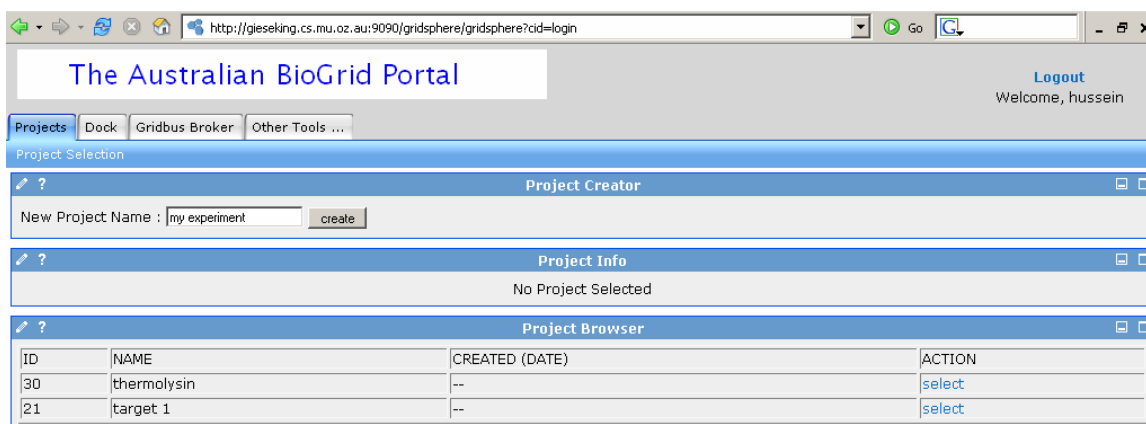 http://gieseking.cs.mu.oz.au:9090/gridsphere/gridsphere?cid=login Go G
The Australian BioGrid Portal
Logout
Welcome, hussein
Projects Dock Gridbus Broker Other Tools ...
Project Selection
? Project Creator
New Project Name : my experiment create
? Project Info
No Project Selected
? Project Browser
ID NAME CREATED (DATE) ACTION
30 thermolysin -- select
21 target 1 -- select